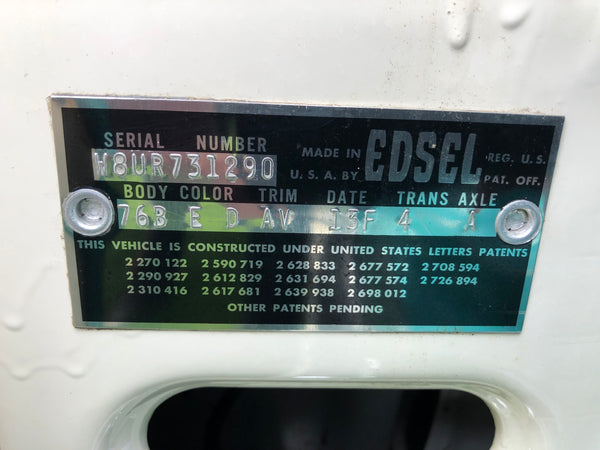 SERIAL NUMBER
W8UR731290
MADE IN
U.S.A. BY
EDSEL
REG. U.S.
PAT. OFF.
BODY COLOR TRIM DATE TRANS AXLE
76B E D AV 13F 4 1
THIS VEHICLE IS CONSTRUCTED UNDER UNITED STATES LETTERS PATENTS
2 270 122 2 590 719 2 628 833 2 677 572 2 708 594
2 290 927 2 612 829 2 631 694 2 677 574 2 726 894
2 310 416 2 617 681 2 639 938 2 698 012
OTHER PATENTS PENDING